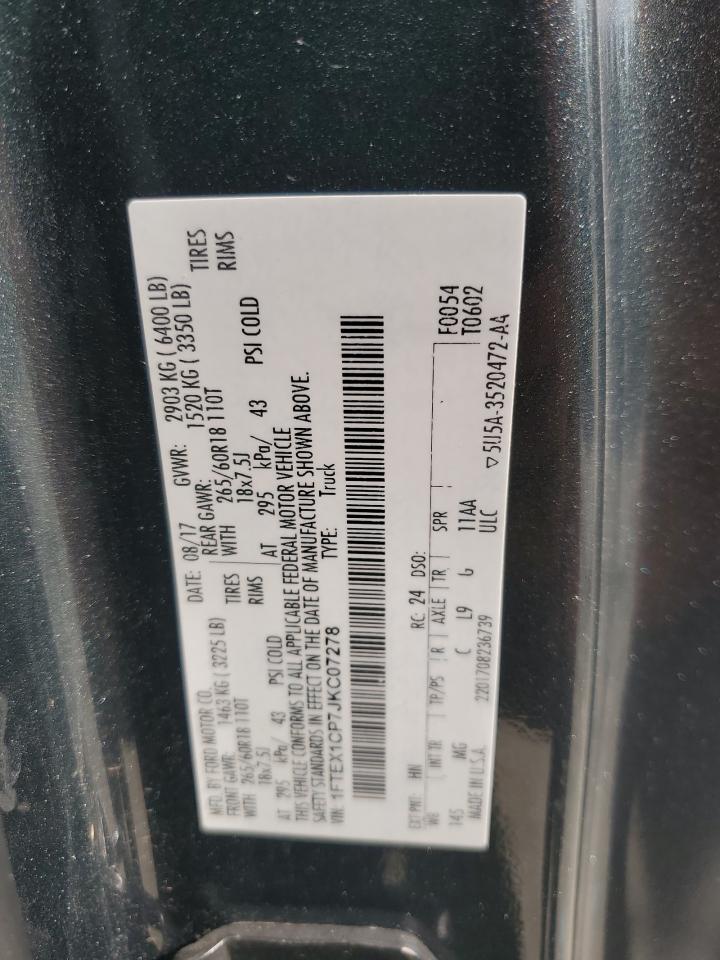 MFD. BY FORD MOTOR CO. DATE: 08/17 GVWR: 2903 KG ( 6400 LB)
FRONT GAWR: 1463 KG ( 3225 LB) REAR GAWR: 1520 KG ( 3350 LB)
WITH 265/60R18 110T TIRES WITH 265/60R18 110T TIRES
18x7.5J RIMS 18x7.5J RIMS
AT 295 kPa/ 43 PSI COLD AT 295 kPa/ 43 PSI COLD
THIS VEHICLE CONFORMS TO ALL APPLICABLE FEDERAL MOTOR VEHICLE
SAFETY STANDARDS IN EFFECT ON THE DATE OF MANUFACTURE SHOWN ABOVE.
VIN: 1FTEX1CP7JKC07278 TYPE: Truck
EXT PNT: HN RC: 24 DSO: F0054
WB INT TR TP/PS R AXLE TR SPR T0602
145 MG C L9 G 11AA
MADE IN U.S.A. 2201708236739 ULC ▽5U5A-3520472-AA